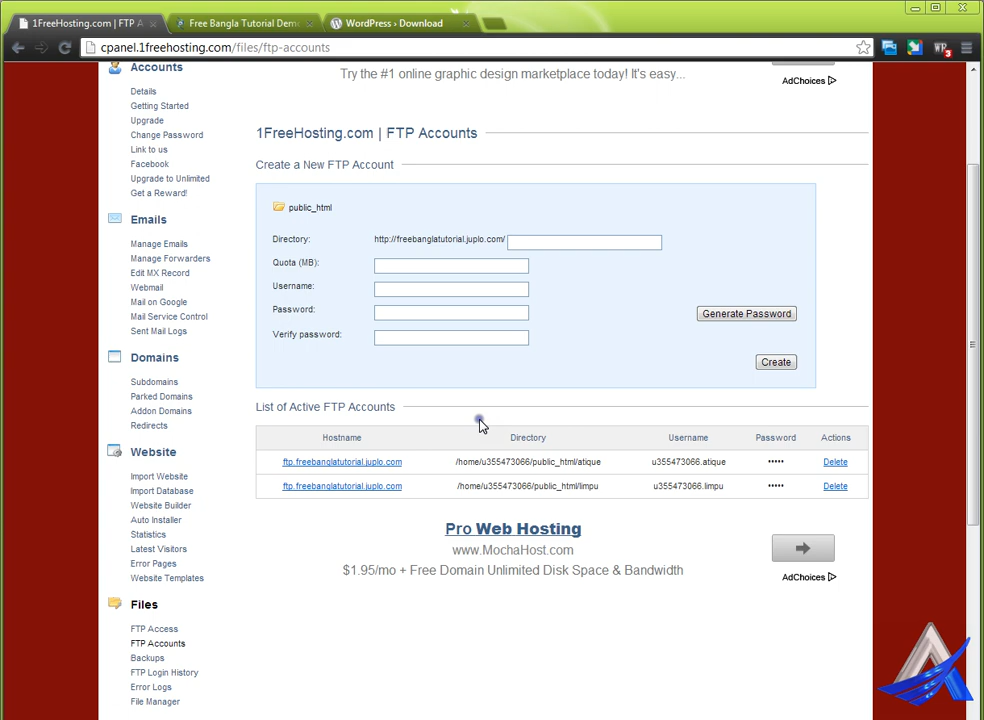 1FreeHosting.com | FTP A
Free Bangla Tutorial Dem
WordPress › Download
cpanel.1freehosting.com/files/ftp-accounts
3
Accounts
Details
Getting Started
Upgrade
Change Password
Link to us
Facebook
Upgrade to Unlimited
Get a Reward!
Emails
Manage Emails
Manage Forwarders
Edit MX Record
Webmail
Mail on Google
Mail Service Control
Sent Mail Logs
Domains
Subdomains
Parked Domains
Addon Domains
Redirects
Website
Import Website
Import Database
Website Builder
Auto Installer
Statistics
Latest Visitors
Error Pages
Website Templates
Files
FTP Access
FTP Accounts
Backups
FTP Login History
Error Logs
File Manager
Try the #1 online graphic design marketplace today! It's easy...
AdChoices
1FreeHosting.com | FTP Accounts
Create a New FTP Account
public_html
Directory: http://freebanglatutorial.juplo.com/
Quota (MB):
Username:
Password: Generate Password
Verify password:
Create
List of Active FTP Accounts
Hostname Directory Username Password Actions
ftp.freebanglatutorial.juplo.com /home/u355473066/public_html/atique u355473066.atique ••••• Delete
ftp.freebanglatutorial.juplo.com /home/u355473066/public_html/limpu u355473066.limpu ••••• Delete
Pro Web Hosting
www.MochaHost.com
$1.95/mo + Free Domain Unlimited Disk Space & Bandwidth
AdChoices